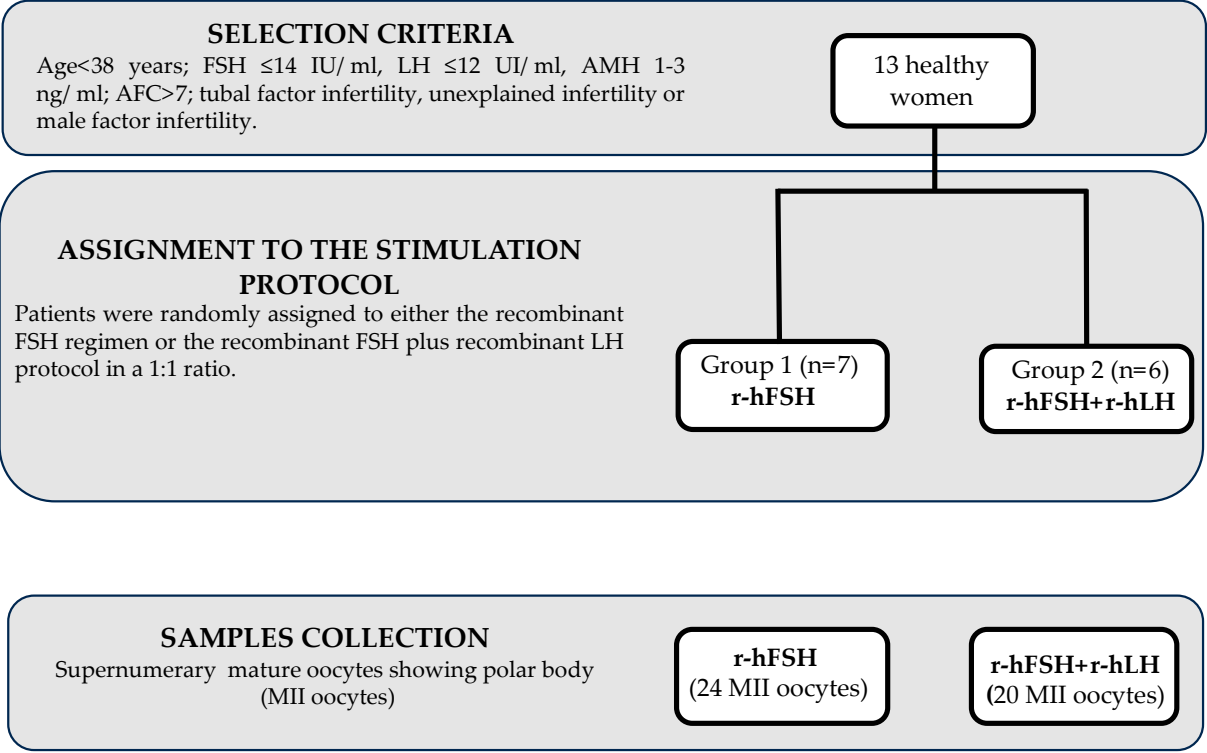 SELECTION CRITERIA
Age<38 years; FSH ≤14 IU/ml, LH ≤12 UI/ml, AMH 1-3
ng/ml; AFC>7; tubal factor infertility, unexplained infertility or
male factor infertility.
13 healthy
women
ASSIGNMENT TO THE STIMULATION
PROTOCOL
Patients were randomly assigned to either the recombinant
FSH regimen or the recombinant FSH plus recombinant LH
protocol in a 1:1 ratio.
Group 1 (n=7)
r-hFSH
Group 2 (n=6)
r-hFSH+r-hLH
SAMPLES COLLECTION
Supernumerary mature oocytes showing polar body
(MII oocytes)
r-hFSH
(24 MII oocytes)
r-hFSH+r-hLH
(20 MII oocytes)